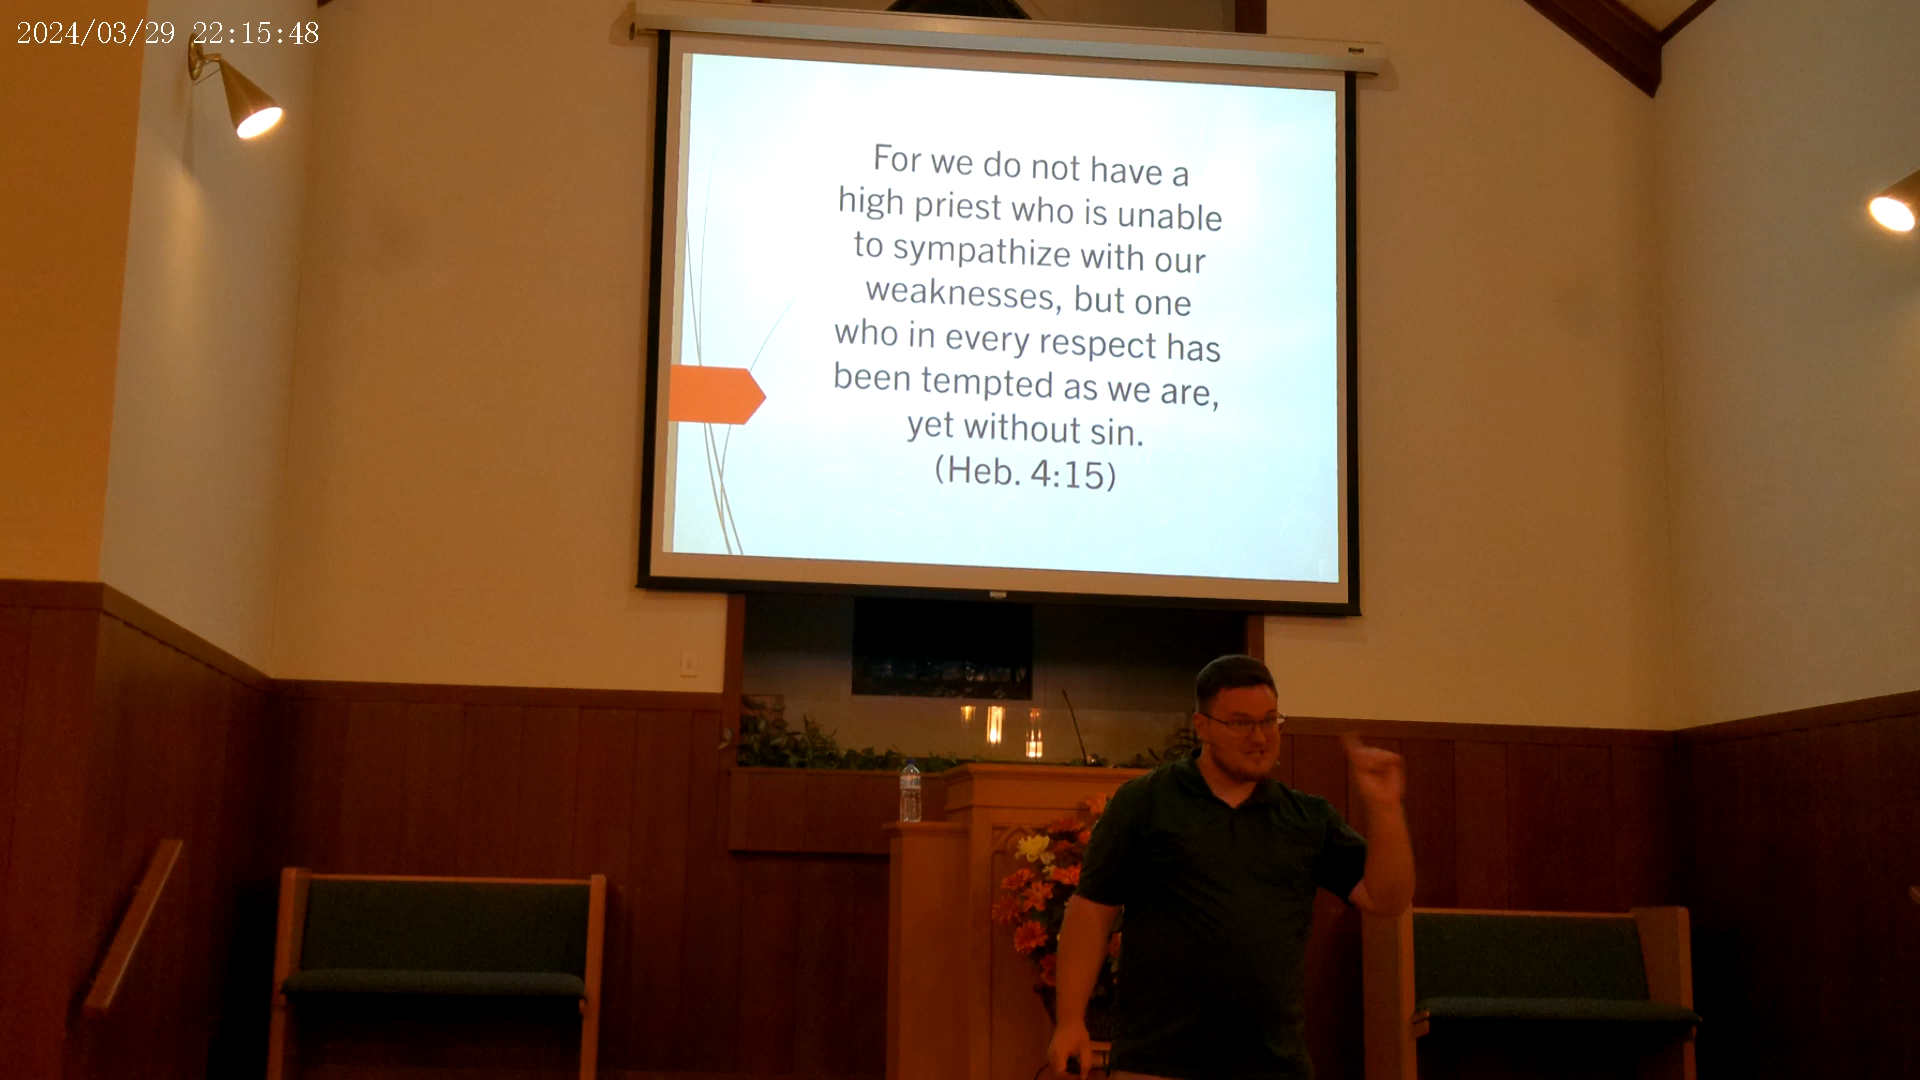 2024/03/29 22:15:48
For we do not have a
high priest who is unable
to sympathize with our
weaknesses, but one
who in every respect has
been tempted as we are,
yet without sin.
(Heb. 4:15)